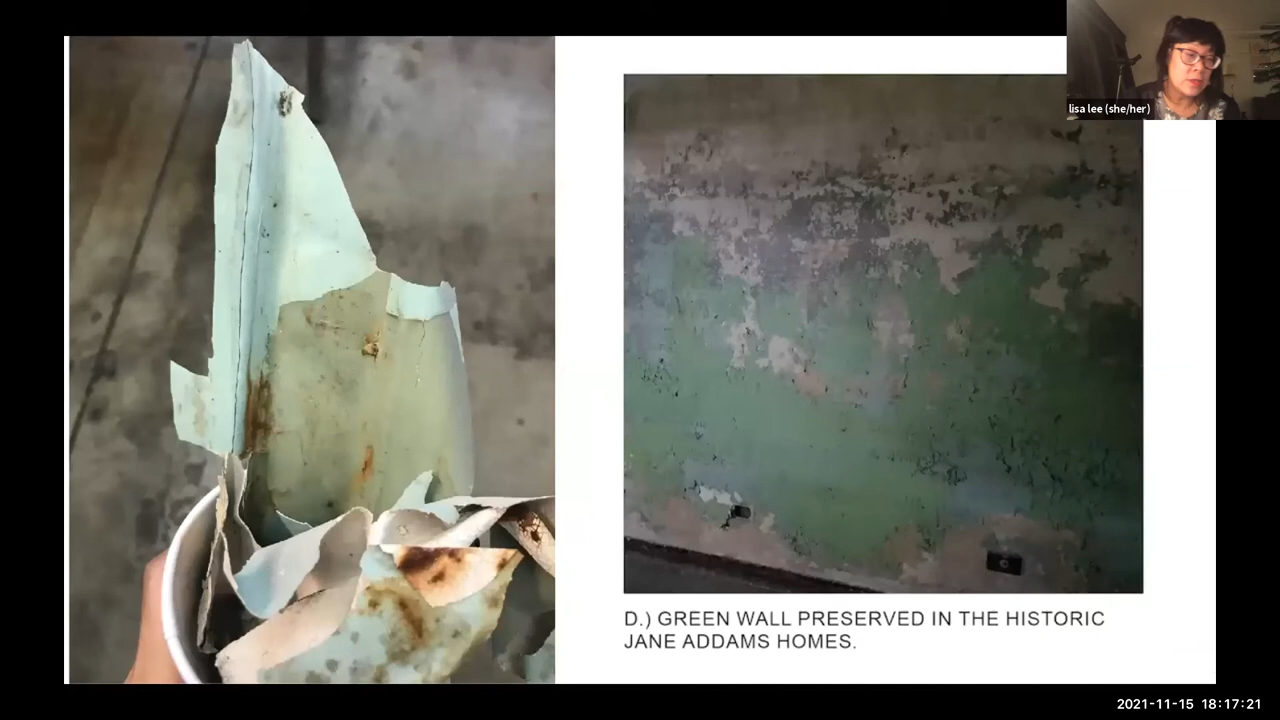 lisa lee (she/her)
D.) GREEN WALL PRESERVED IN THE HISTORIC
JANE ADDAMS HOMES.
2021-11-15 18:17:21